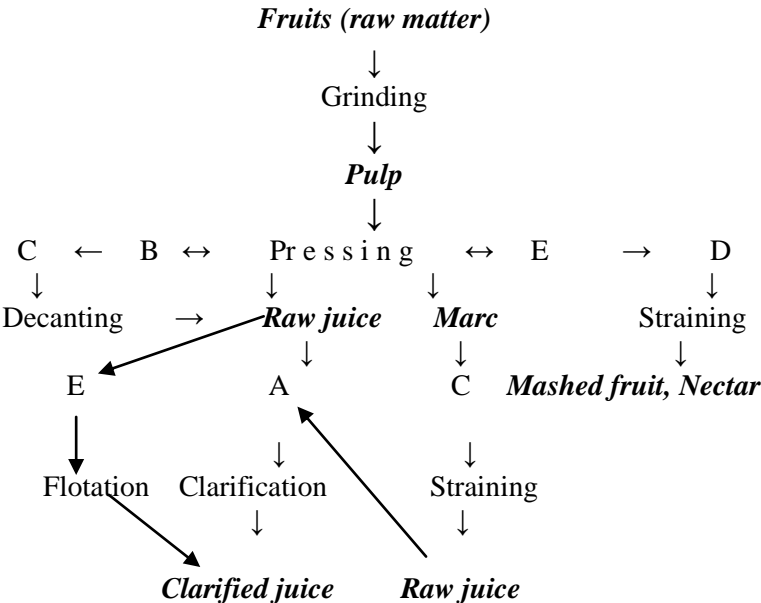 Fruits (raw matter)
↓
Grinding
↓
Pulp
↓
C ← B ↔ Pressing ↔ E → D
↓ ↓ ↓ ↓
Decanting → Raw juice Marc Straining
↓ ↓ ↓
E A C Mashed fruit, Nectar
↓ ↓
Flotation Clarification Straining
↓ ↓
Clarified juice Raw juice